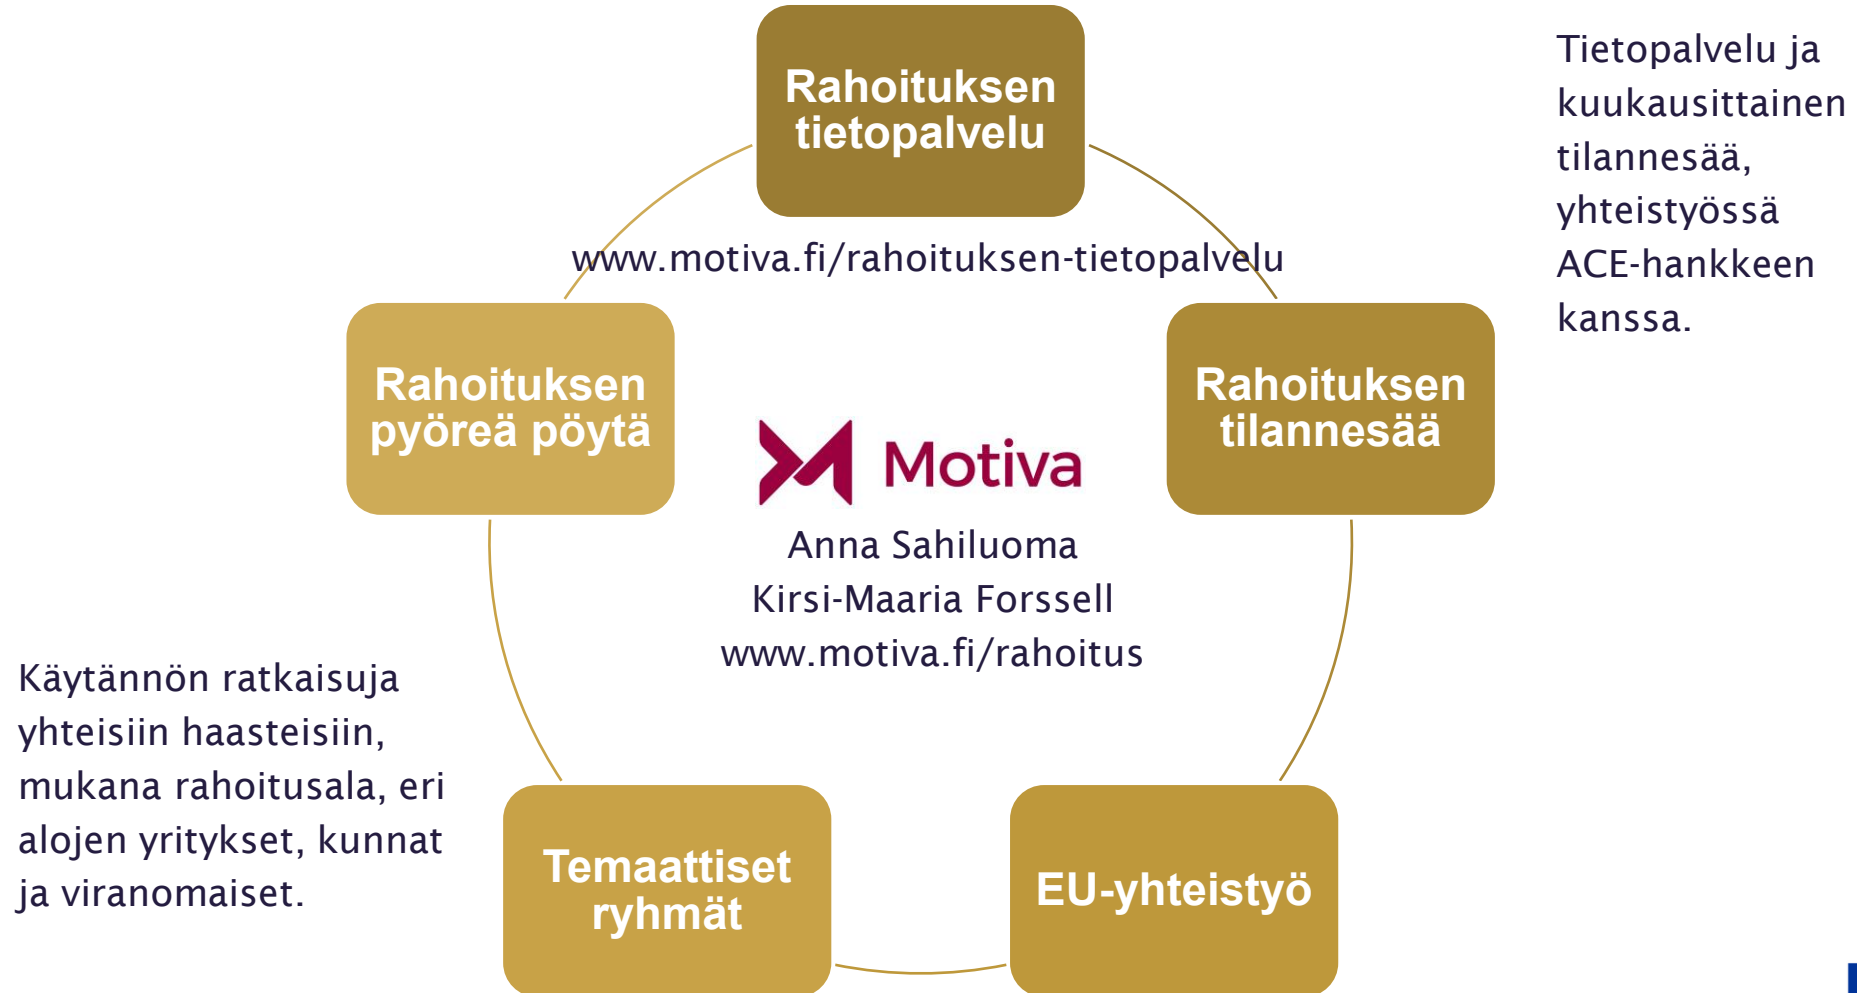 Rahoituksen
tietopalvelu
Tietopalvelu ja
kuukausittainen
tilannesää,
yhteistyössä
ACE-hankkeen
kanssa.
www.motiva.fi/rahoituksen-tietopalvelu
Rahoituksen
pyöreä pöytä
Rahoituksen
tilannesää
Motiva
Anna Sahiluoma
Kirsi-Maaria Forssell
www.motiva.fi/rahoitus
Käytännön ratkaisuja
yhteisiin haasteisiin,
mukana rahoitusala, eri
alojen yritykset, kunnat
ja viranomaiset.
Temaattiset
ryhmät
EU-yhteistyö